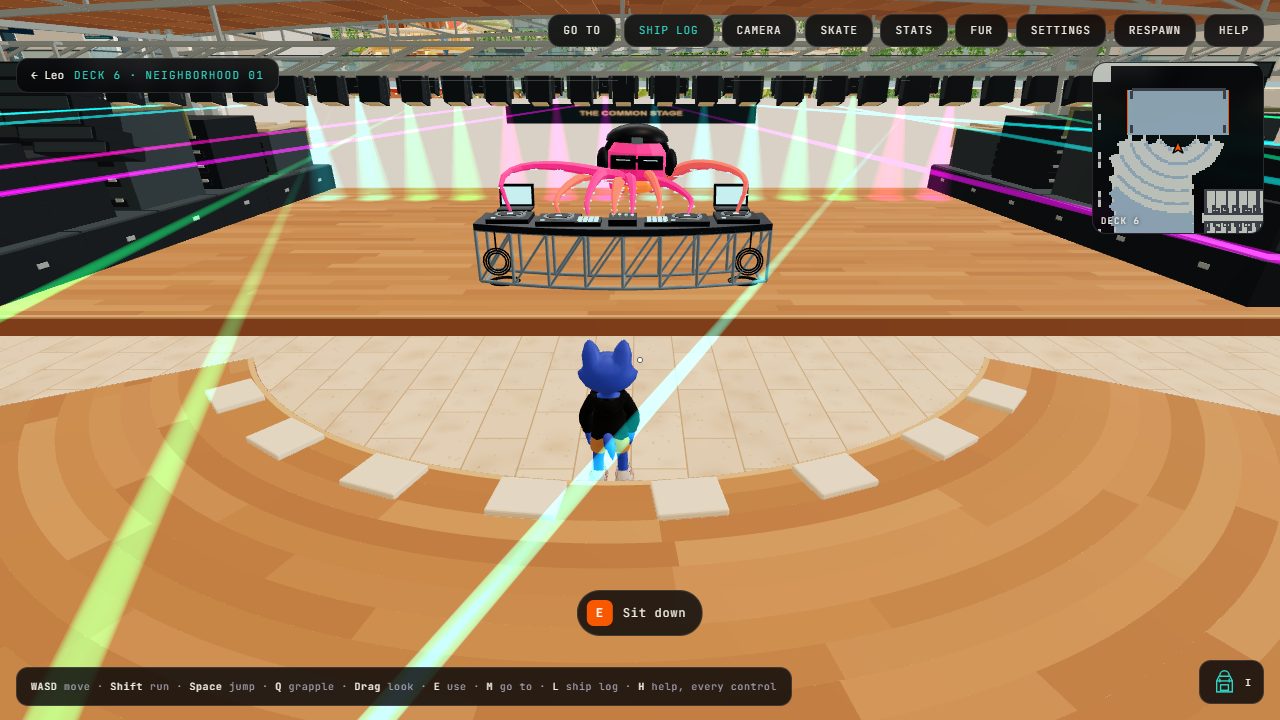 GO TO
SHIP LOG
CAMERA
SKATE
STATS
FUR
SETTINGS
RESPAWN
HELP
← Leo DECK 6 · NEIGHBORHOOD 01
THE COMMON STAGE
DECK 6
E Sit down
WASD move · Shift run · Space jump · Q grapple · Drag look · E use · M go to · L ship log · H help, every control
I